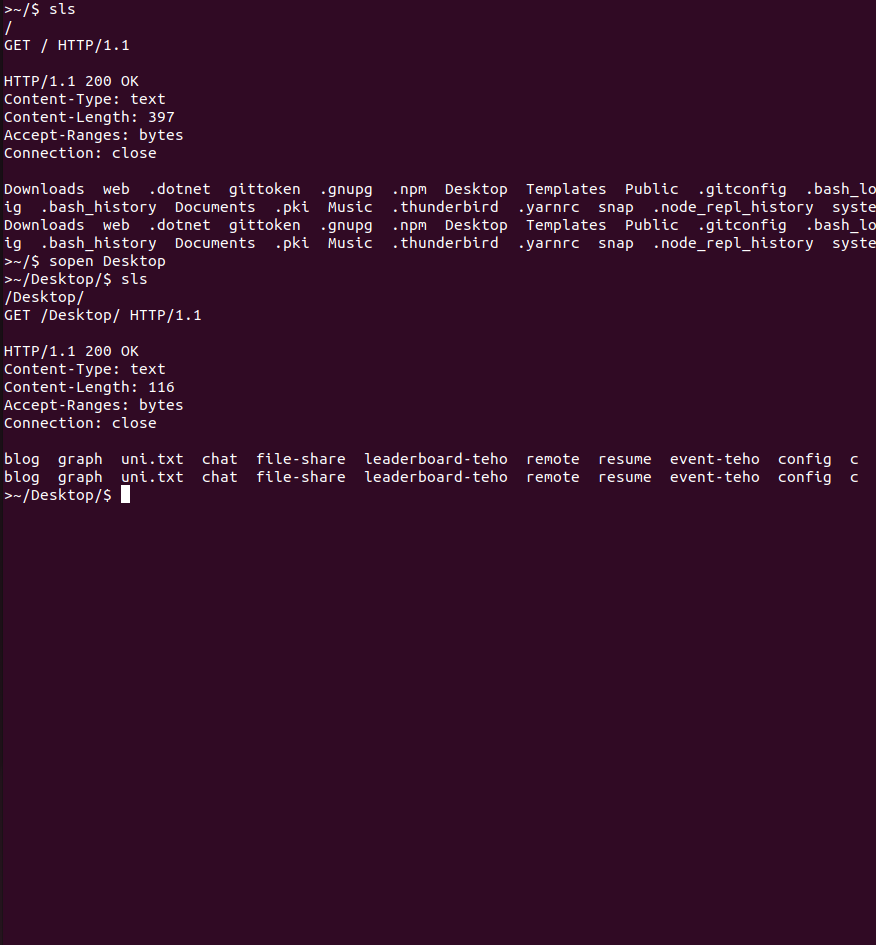 >~/$ sls
/
GET / HTTP/1.1
HTTP/1.1 200 OK
Content-Type: text
Content-Length: 397
Accept-Ranges: bytes
Connection: close
Downloads  web  .dotnet  gittoken  .gnupg  .npm  Desktop  Templates  Public  .gitconfig  .bash_lo
ig  .bash_history  Documents  .pki  Music  .thunderbird  .yarnrc  snap  .node_repl_history  syste
Downloads  web  .dotnet  gittoken  .gnupg  .npm  Desktop  Templates  Public  .gitconfig  .bash_lo
ig  .bash_history  Documents  .pki  Music  .thunderbird  .yarnrc  snap  .node_repl_history  syste
>~/$ sopen Desktop
>~/Desktop/$ sls
/Desktop/
GET /Desktop/ HTTP/1.1
HTTP/1.1 200 OK
Content-Type: text
Content-Length: 116
Accept-Ranges: bytes
Connection: close
blog  graph  uni.txt  chat  file-share  leaderboard-teho  remote  resume  event-teho  config  c
blog  graph  uni.txt  chat  file-share  leaderboard-teho  remote  resume  event-teho  config  c
>~/Desktop/$